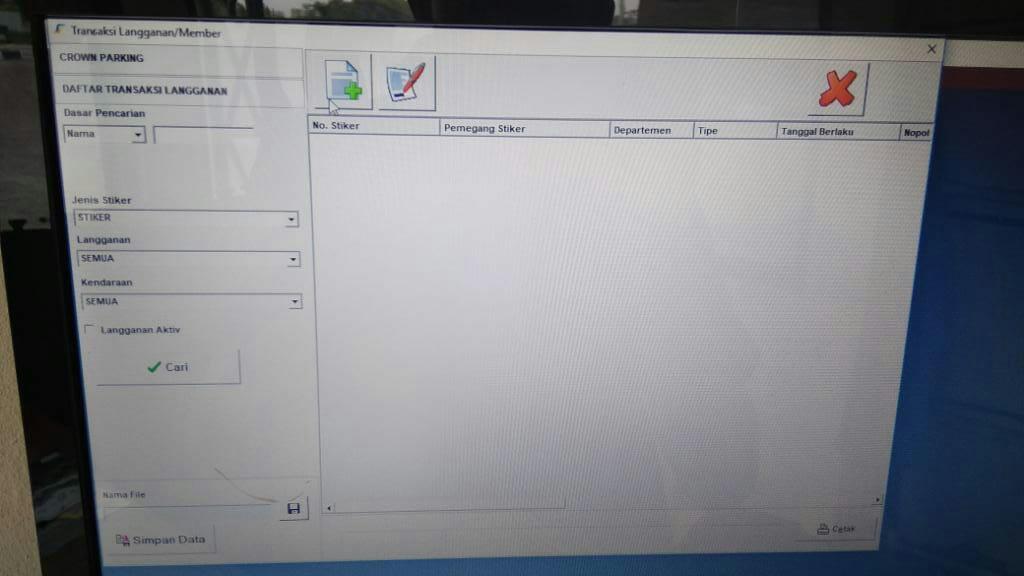 Transaksi Langganan/Member
CROWN PARKING
DAFTAR TRANSAKSI LANGGANAN
Dasar Pencarian
Nama
No. Stiker Pemegang Stiker Departemen Tipe Tanggal Berlaku Nopol
Jenis Stiker
STIKER
Langganan
SEMUA
Kendaraan
SEMUA
Langganan Aktiv
Cari
Nama File
Simpan Data
Cetak